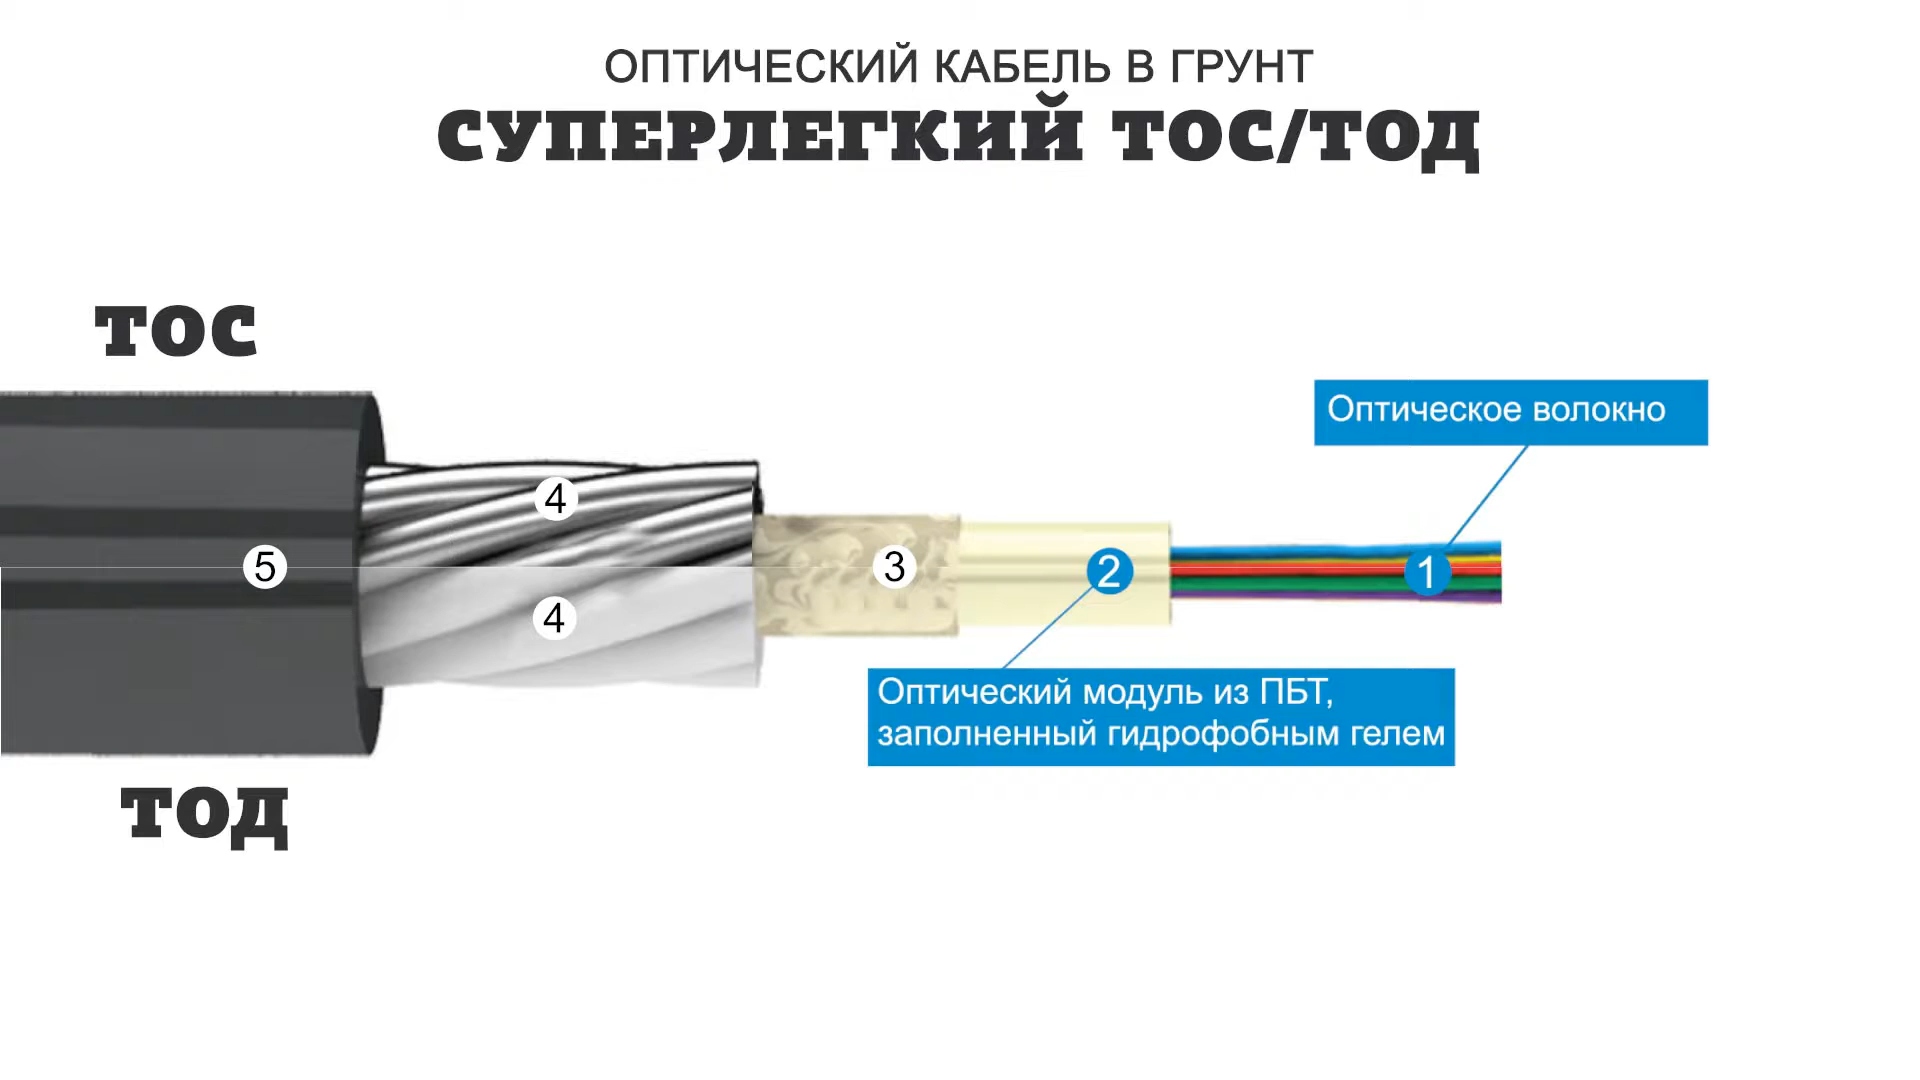 ОПТИЧЕСКИЙ КАБЕЛЬ В ГРУНТ
СУПЕРЛЕГКИЙ ТОС/ТОД
ТОС
Оптическое волокно
4
5
3
2
1
4
Оптический модуль из ПБТ,
заполненный гидрофобным гелем
ТОД